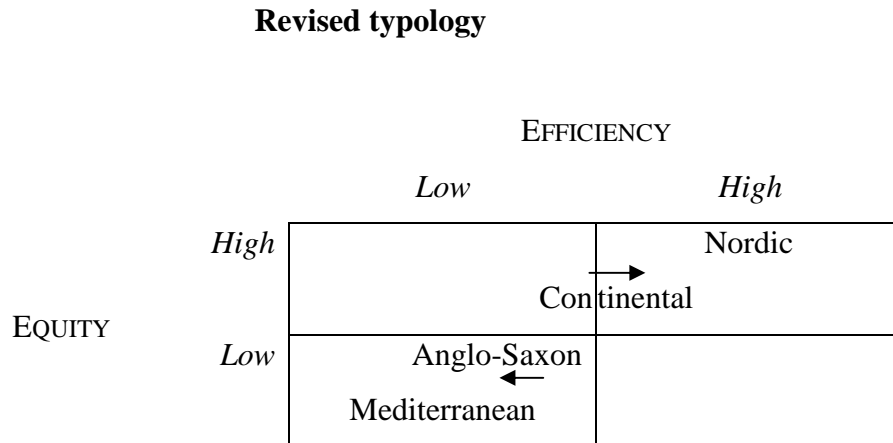 Revised typology
EFFICIENCY
Low High
High Nordic
Continental
EQUITY
Low Anglo-Saxon
Mediterranean